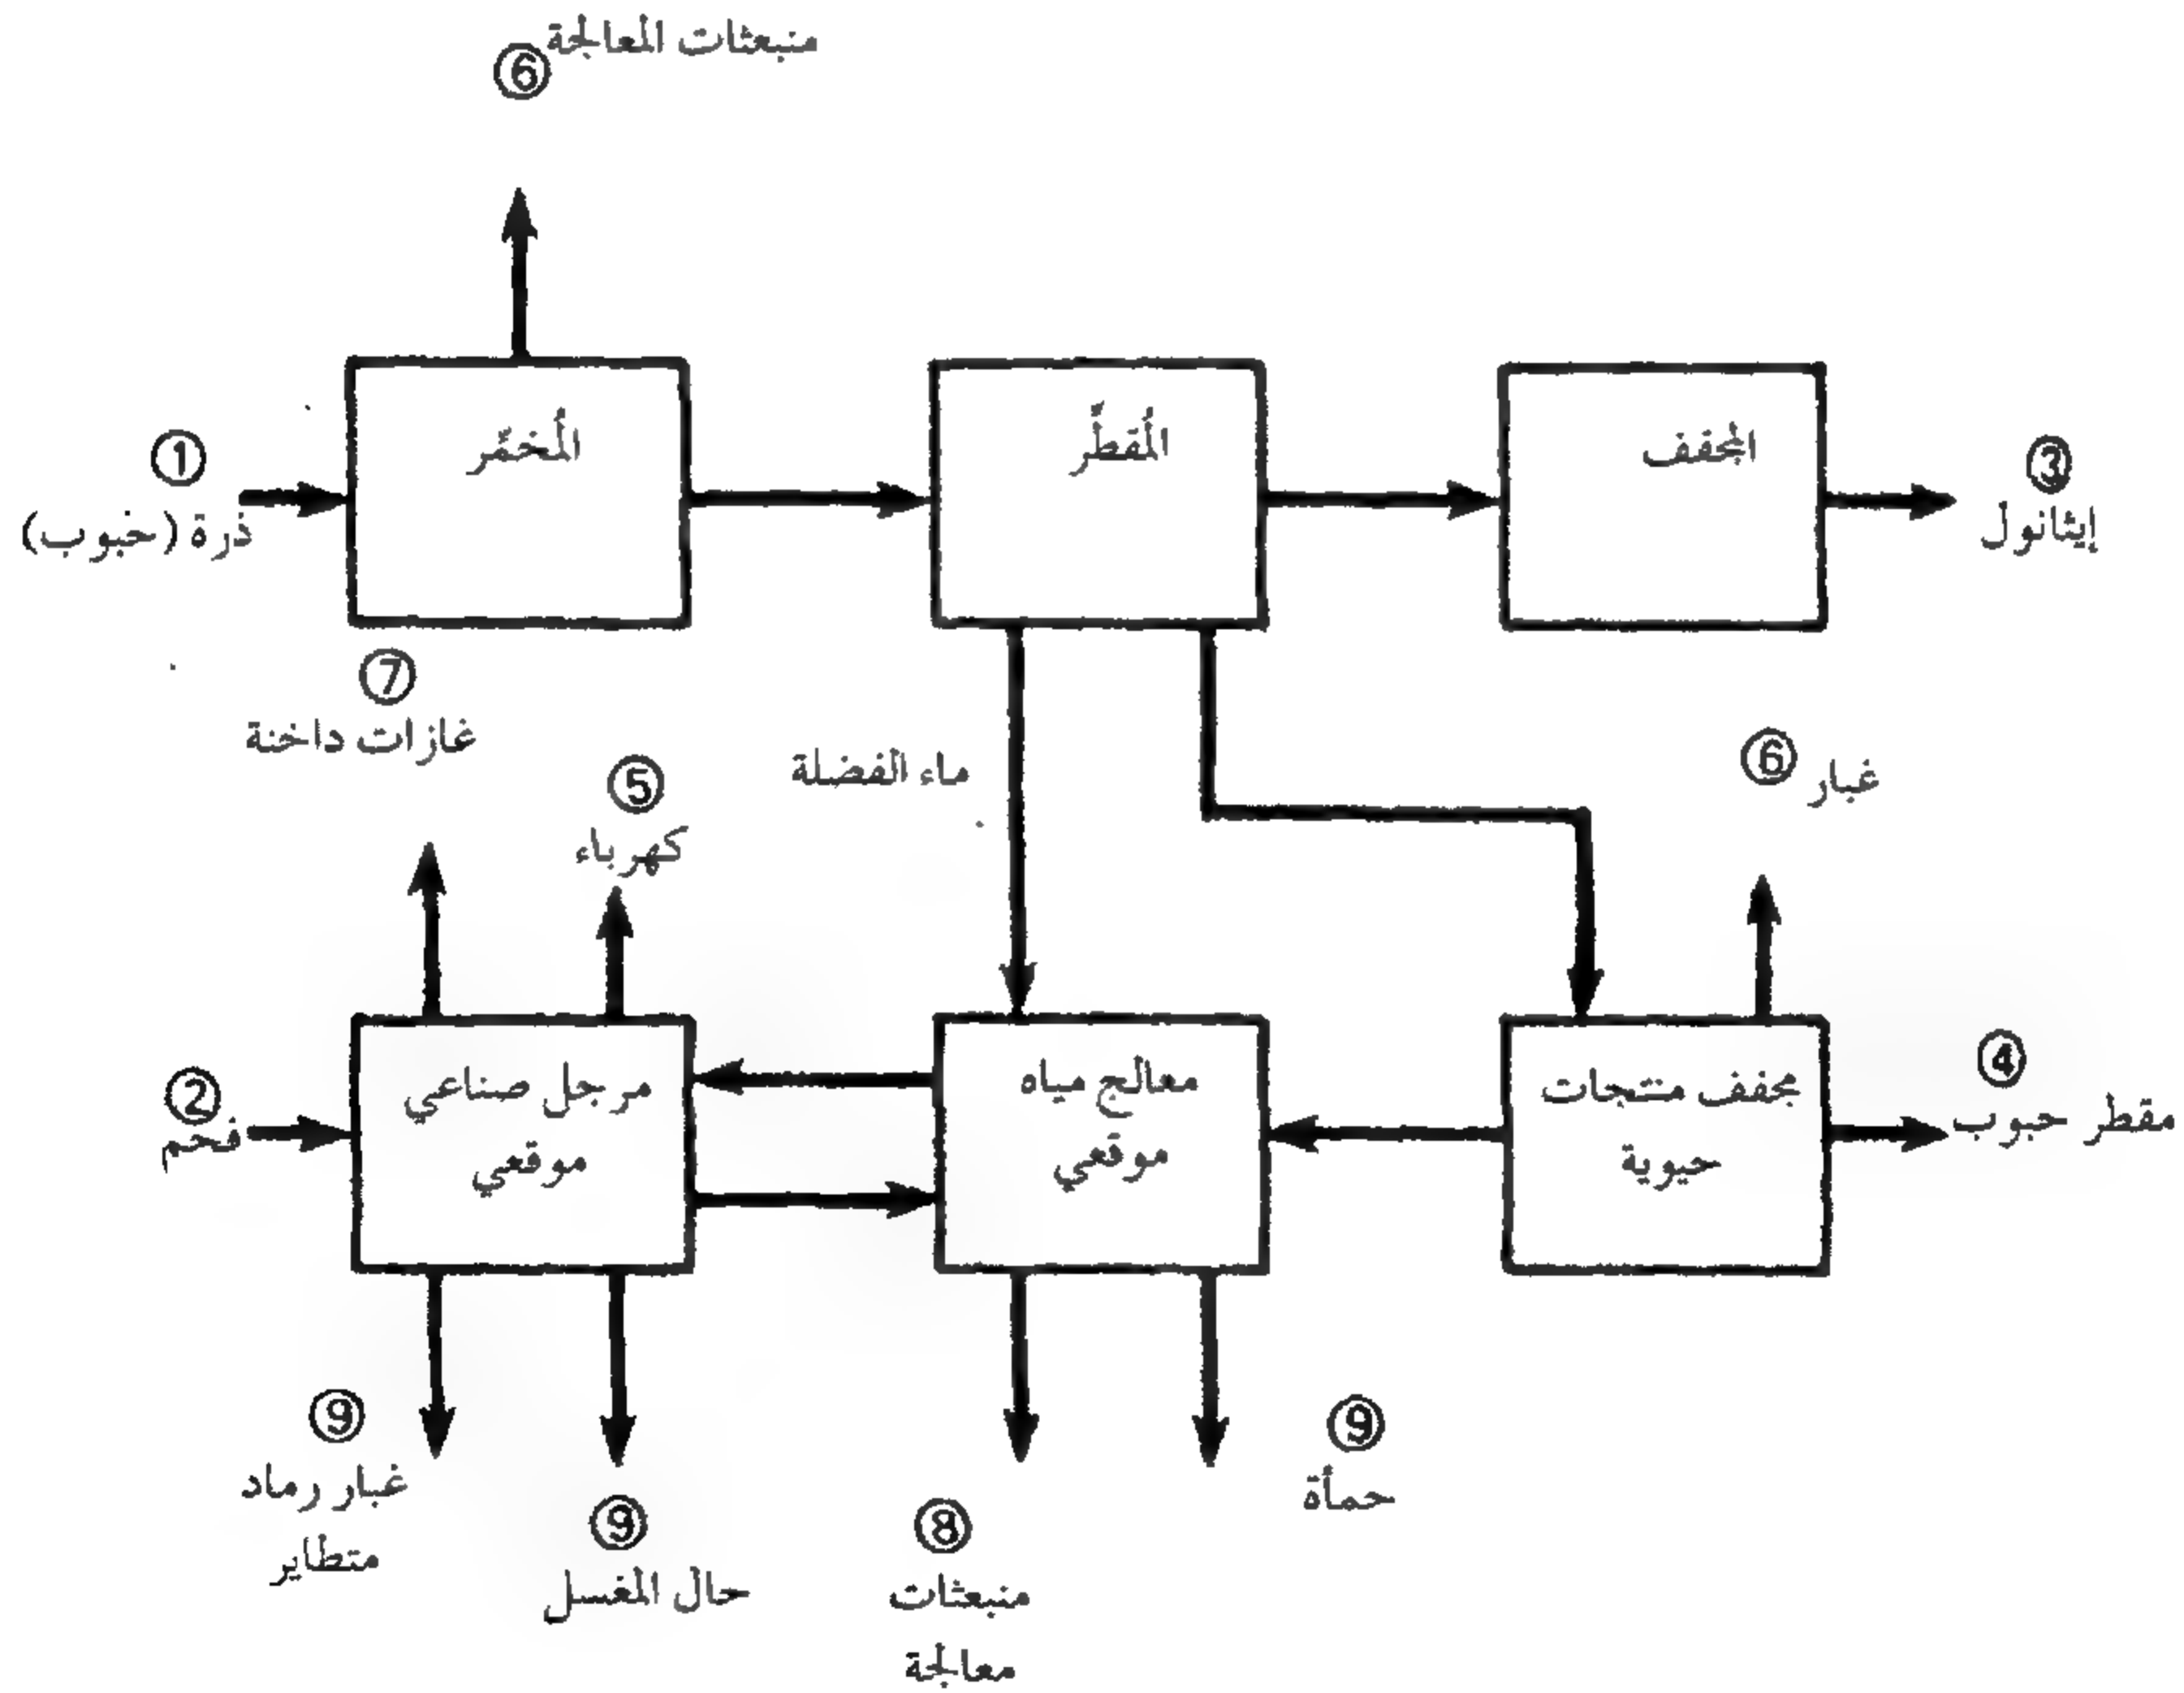 منبعثات المعالجة
⑥
المُخمّر
المُقطّر
المجفف
①
ذرة (خبوب)
③
إيثانول
⑦
غازات داخنة
⑤
كهرباء
ماء الفضلة
⑥ غبار
②
فحم
مرجل صناعي
موقعي
معالج مياه
موقعي
مجفف منتجات
حيوية
④
مقطر حبوب
⑨
غبار رماد
متطاير
⑨
حال المغسل
⑧
منبعثات
معالجة
⑨
حمأة